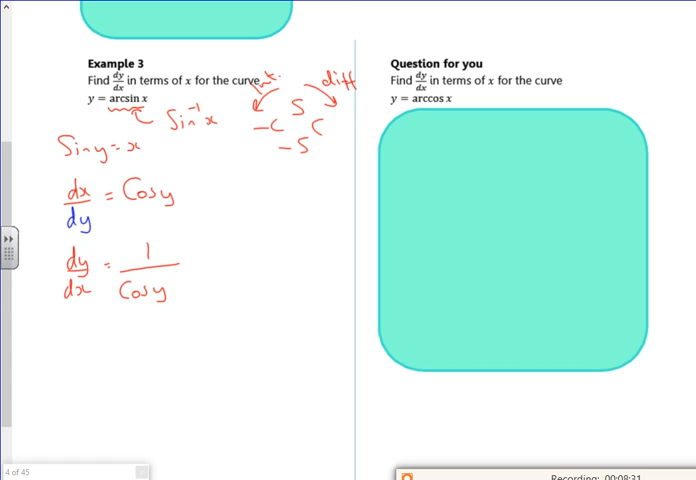 Example 3
Find dy/dx in terms of x for the curve
y = arcsin x
Sin⁻¹x
int.
diff
S
-C C
-S
Sin y = x
dx/dy = Cos y
dy/dx = 1/Cos y
Question for you
Find dy/dx in terms of x for the curve
y = arccos x
4 of 45
Recording: 00:08:31